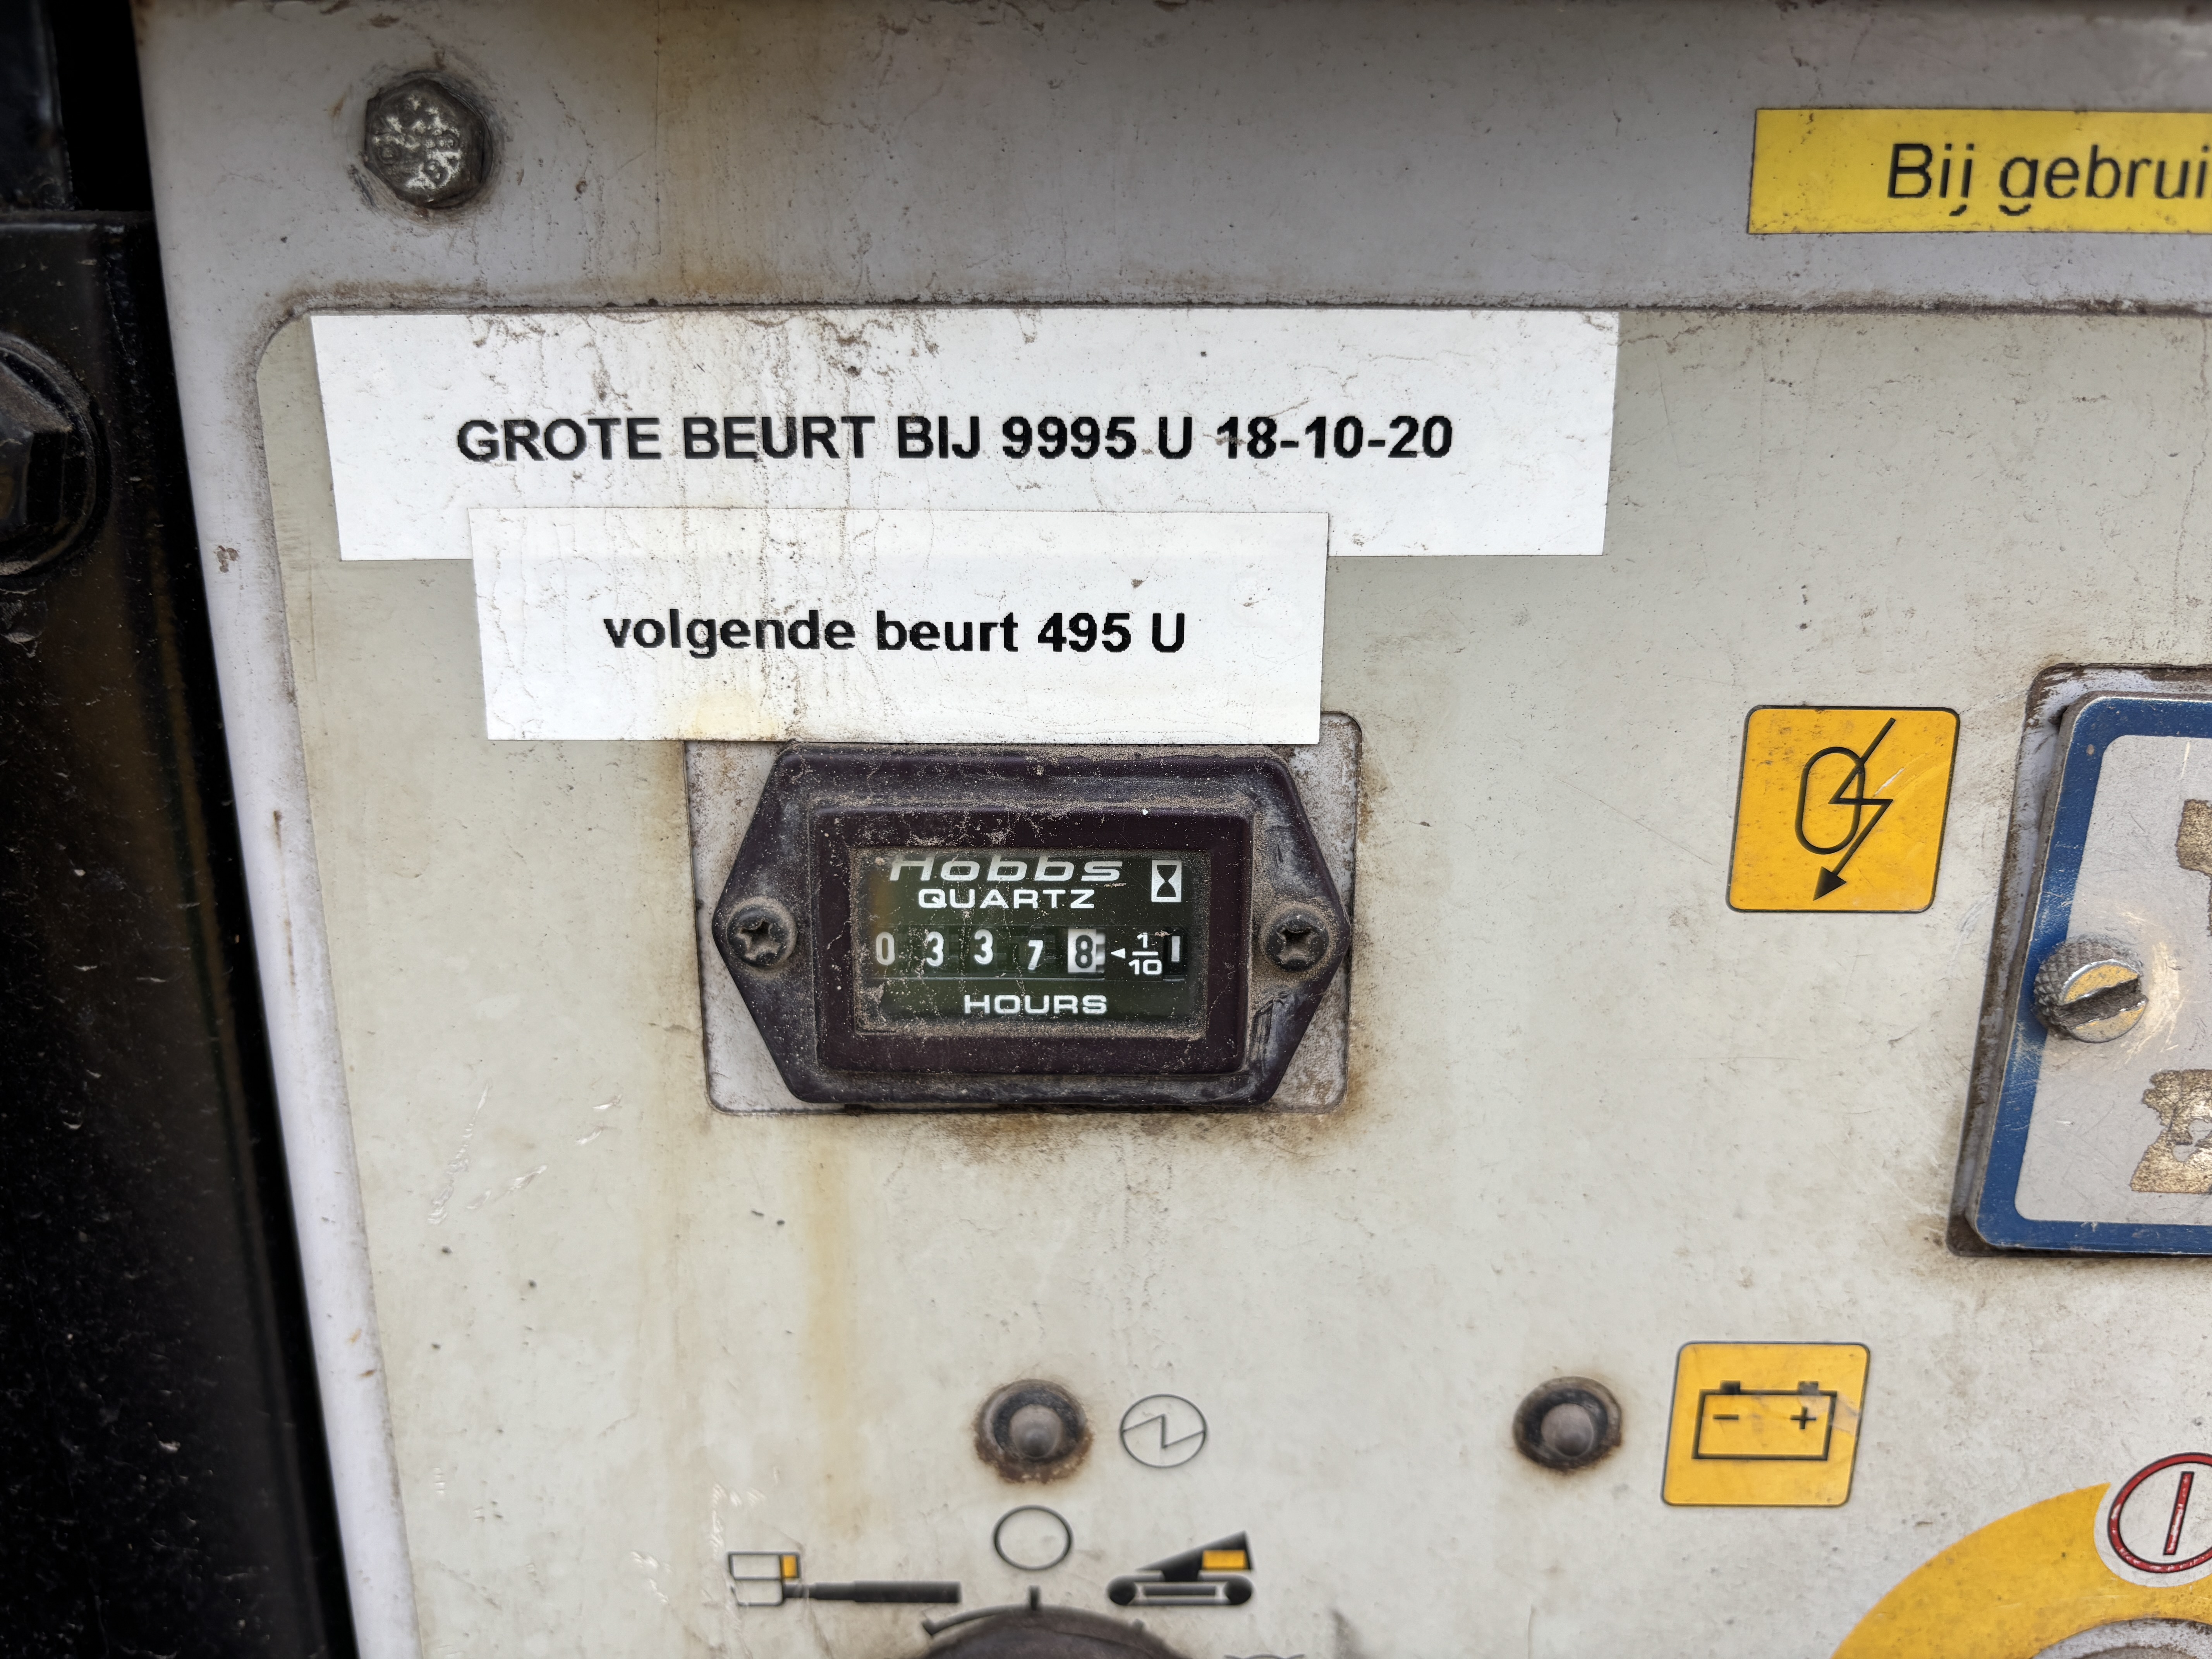 Bij gebrui
GROTE BEURT BIJ 9995 U 18-10-20
volgende beurt 495 U
Hobbs
QUARTZ
0 3 3 7 8 1/10
HOURS
- +